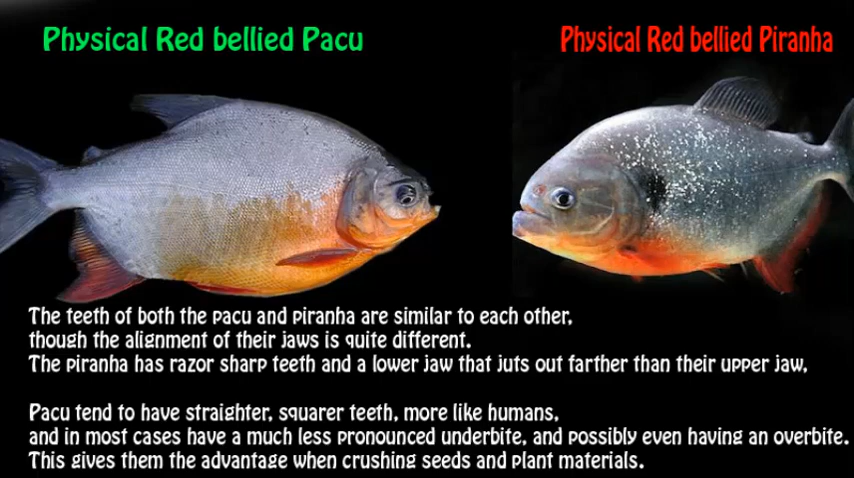 Physical Red bellied Pacu
Physical Red bellied Piranha
The teeth of both the pacu and piranha are similar to each other,
though the alignment of their jaws is quite different.
The piranha has razor sharp teeth and a lower jaw that juts out farther than their upper jaw,
Pacu tend to have straighter, squarer teeth, more like humans,
and in most cases have a much less pronounced underbite, and possibly even having an overbite.
This gives them the advantage when crushing seeds and plant materials.